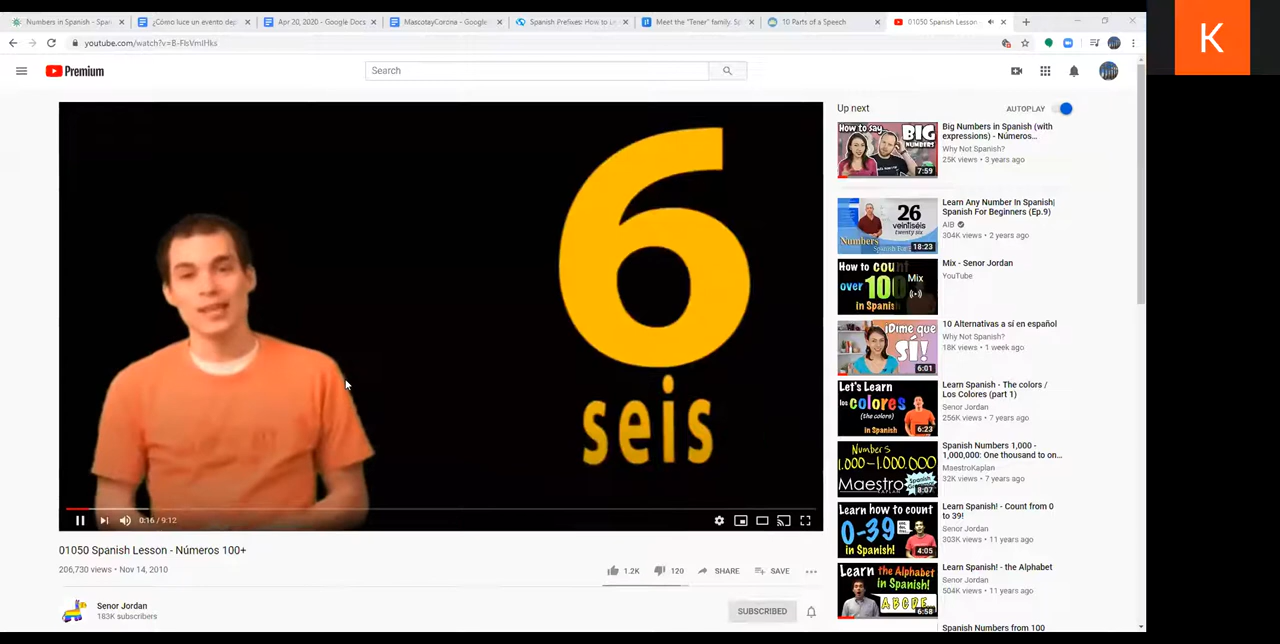 Numbers in Spanish - Spa
¿Cómo luce un evento de
Apr 20, 2020 - Google Docs
MascotayCorona - Google
Spanish Prefixes: How to Le
Meet the "Tener" family. S
10 Parts of a Speech
01050 Spanish Lesson
K
youtube.com/watch?v=B-FlsVmIHks
Premium
Search
6
seis
0:16 / 9:12
01050 Spanish Lesson - Números 100+
206,730 views • Nov 14, 2010
1.2K
120
SHARE
SAVE
Senor Jordan
183K subscribers
SUBSCRIBED
Up next
AUTOPLAY
How to say
BIG
NUMBERS
7:59
Big Numbers in Spanish (with
expressions) - Números...
Why Not Spanish?
25K views • 3 years ago
26
veintiséis
twenty six
Numbers
18:23
Learn Any Number In Spanish|
Spanish For Beginners (Ep.9)
AIB
304K views • 2 years ago
How to count
over 100
in Spanish
Mix
Mix - Senor Jordan
YouTube
¡Dime que
SÍ!
6:01
10 Alternativas a sí en español
Why Not Spanish?
18K views • 1 week ago
Let's Learn
los colores
(the colors)
in Spanish
6:23
Learn Spanish - The colors /
Los Colores (part 1)
Senor Jordan
256K views • 7 years ago
Numbers
1.000-1.000.000
Maestro
8:07
Spanish Numbers 1,000 -
1,000,000: One thousand to on...
MaestroKaplan
32K views • 7 years ago
Learn how to count
0-39
in Spanish!
4:05
Learn Spanish! - Count from 0
to 39!
Senor Jordan
303K views • 11 years ago
Learn the Alphabet
in Spanish!
ABCDE
6:58
Learn Spanish! - the Alphabet
Senor Jordan
504K views • 11 years ago
Spanish Numbers from 100